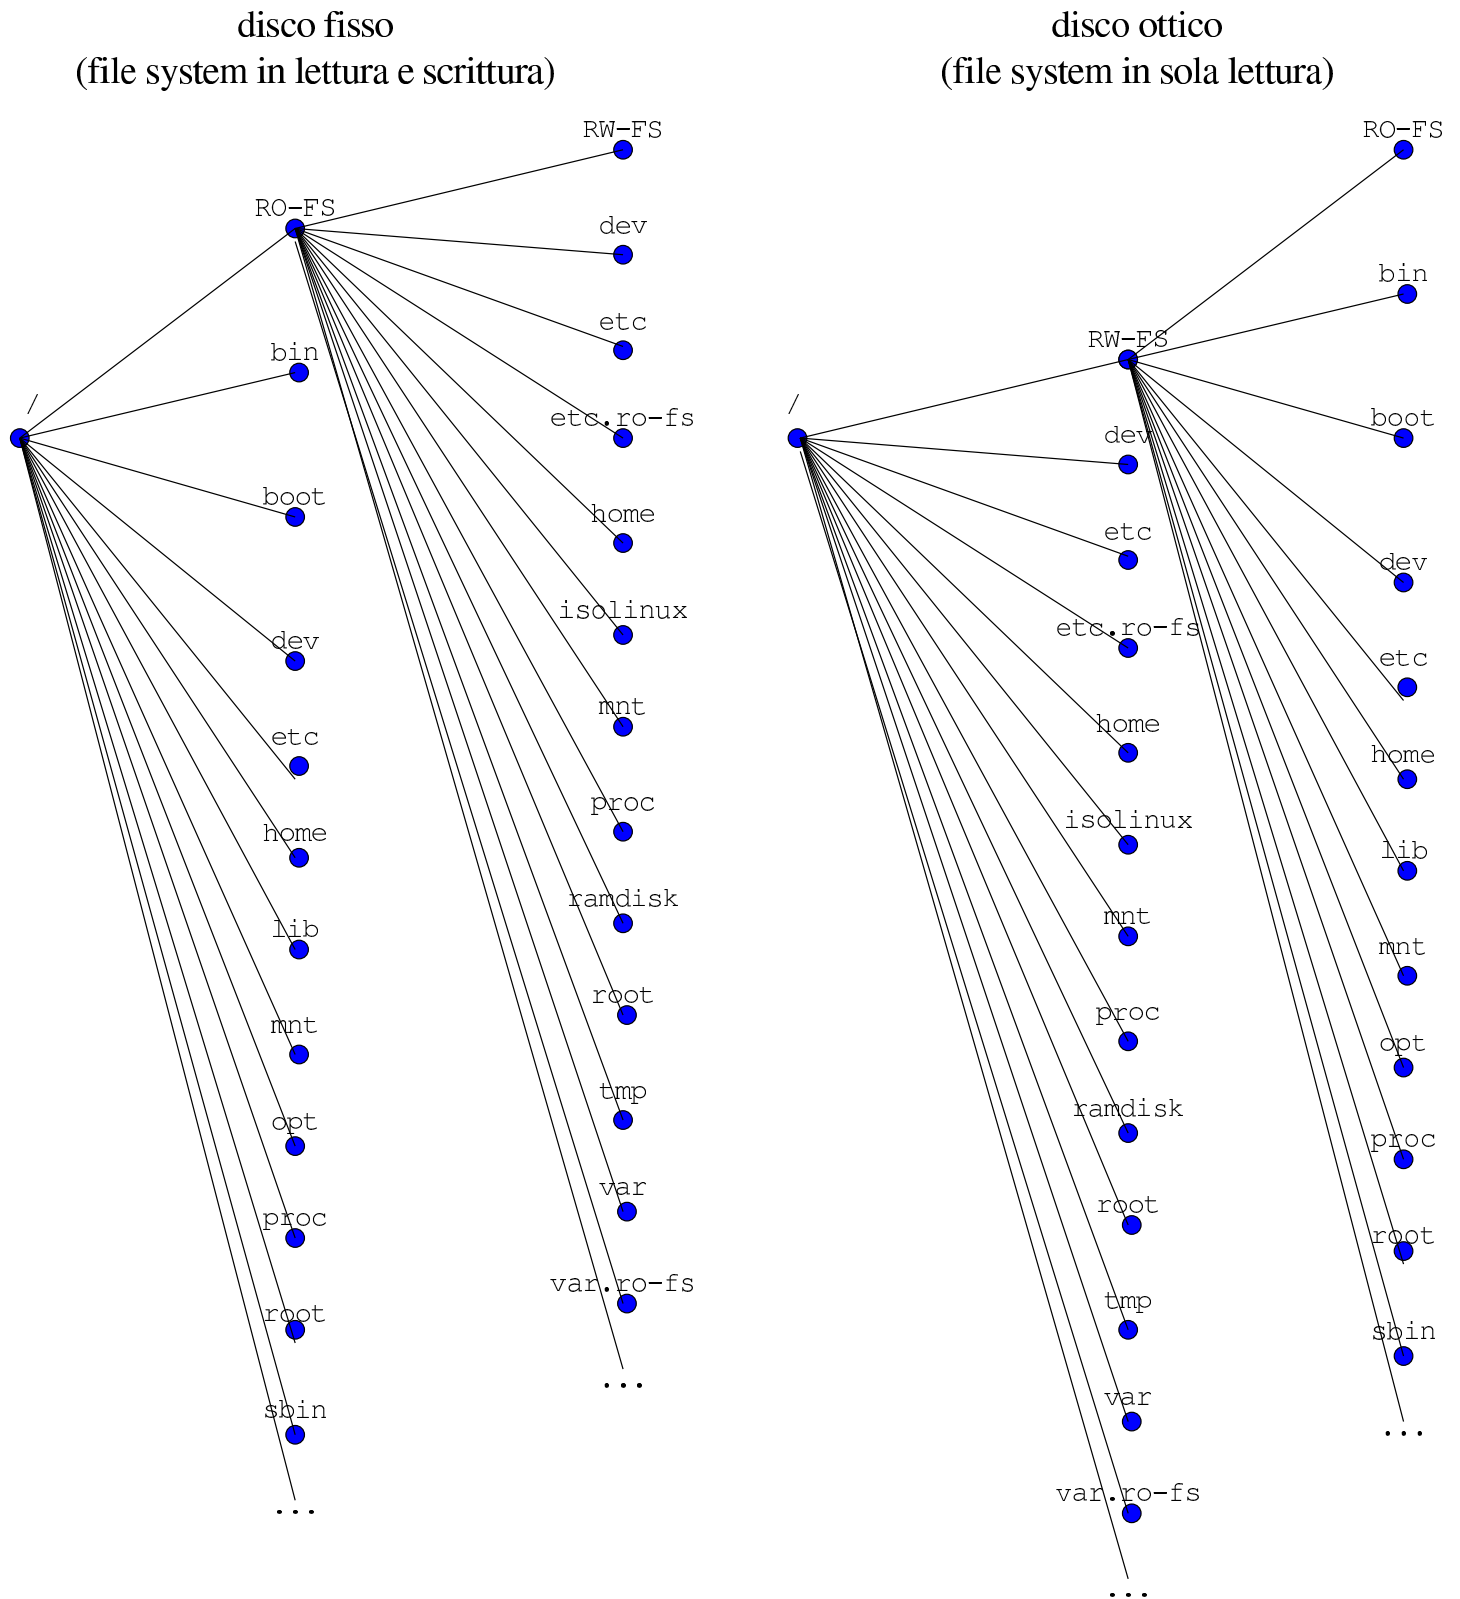 disco fisso
(file system in lettura e scrittura)
RW-FS
RO-FS
dev
etc
bin
/
etc.ro-fs
boot
home
isolinux
dev
mnt
etc
proc
home
ramdisk
lib
root
mnt
tmp
opt
var
proc
var.ro-fs
root
...
sbin
...
disco ottico
(file system in sola lettura)
RO-FS
bin
RW-FS
/
boot
dev
etc
dev
etc.ro-fs
etc
home
home
isolinux
lib
mnt
mnt
proc
opt
ramdisk
proc
root
root
tmp
sbin
var
...
var.ro-fs
...